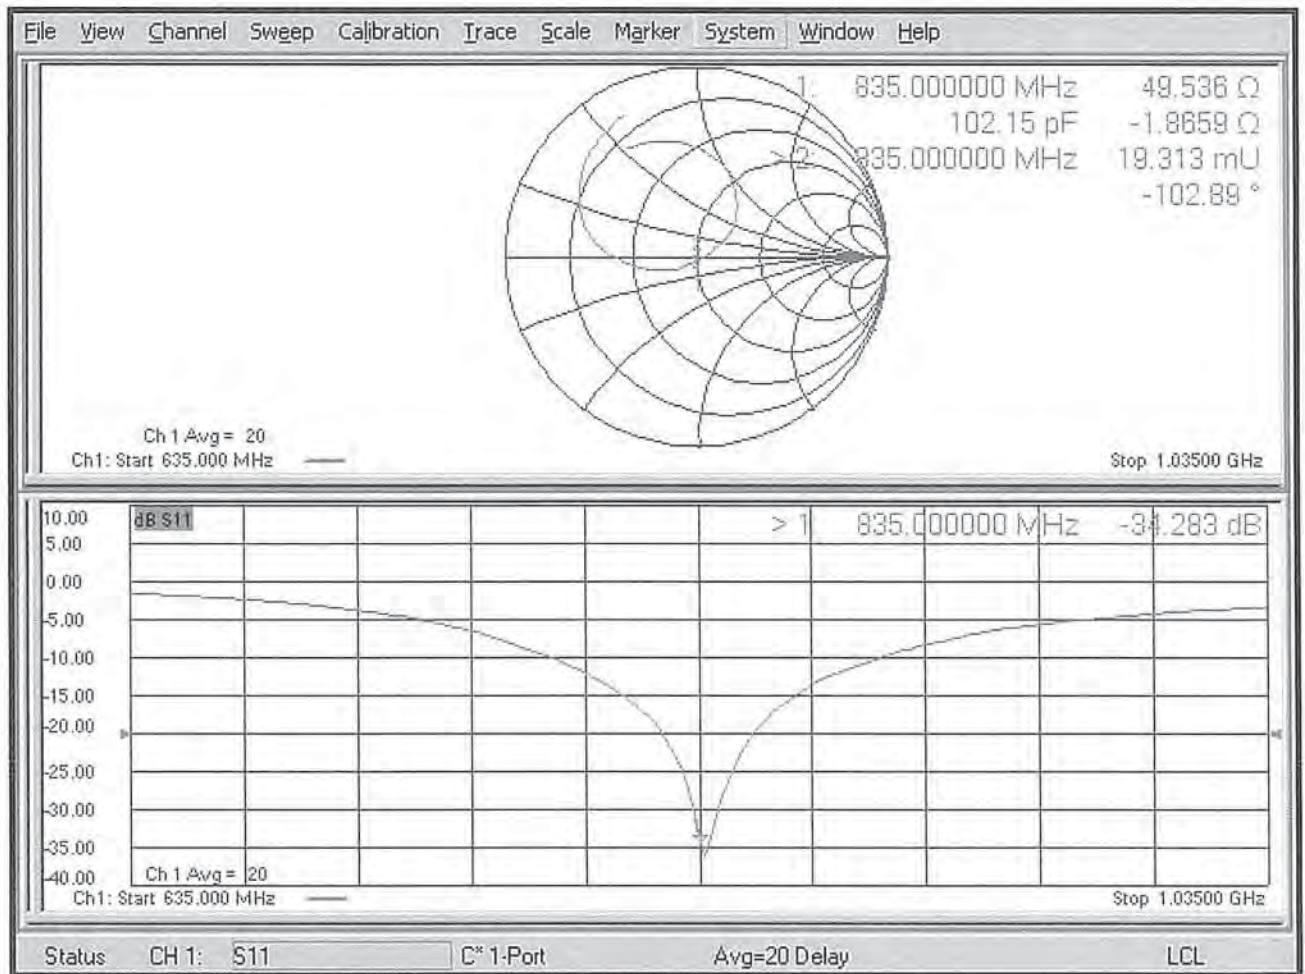 File View Channel Sweep Calibration Trace Scale Marker System Window Help
1: 835.000000 MHz 49.536 Ω
102.15 pF -1.8659 Ω
> 2: 835.000000 MHz 19.313 mU
-102.89 °
Ch 1 Avg = 20
Ch1: Start 635.000 MHz
Stop 1.03500 GHz
10.00
dB S11
> 1: 835.000000 MHz -34.283 dB
5.00
0.00
-5.00
-10.00
-15.00
-20.00
-25.00
-30.00
-35.00
-40.00
Ch 1 Avg = 20
Ch1: Start 635.000 MHz
Stop 1.03500 GHz
Status CH 1: S11 C* 1-Port Avg=20 Delay LCL